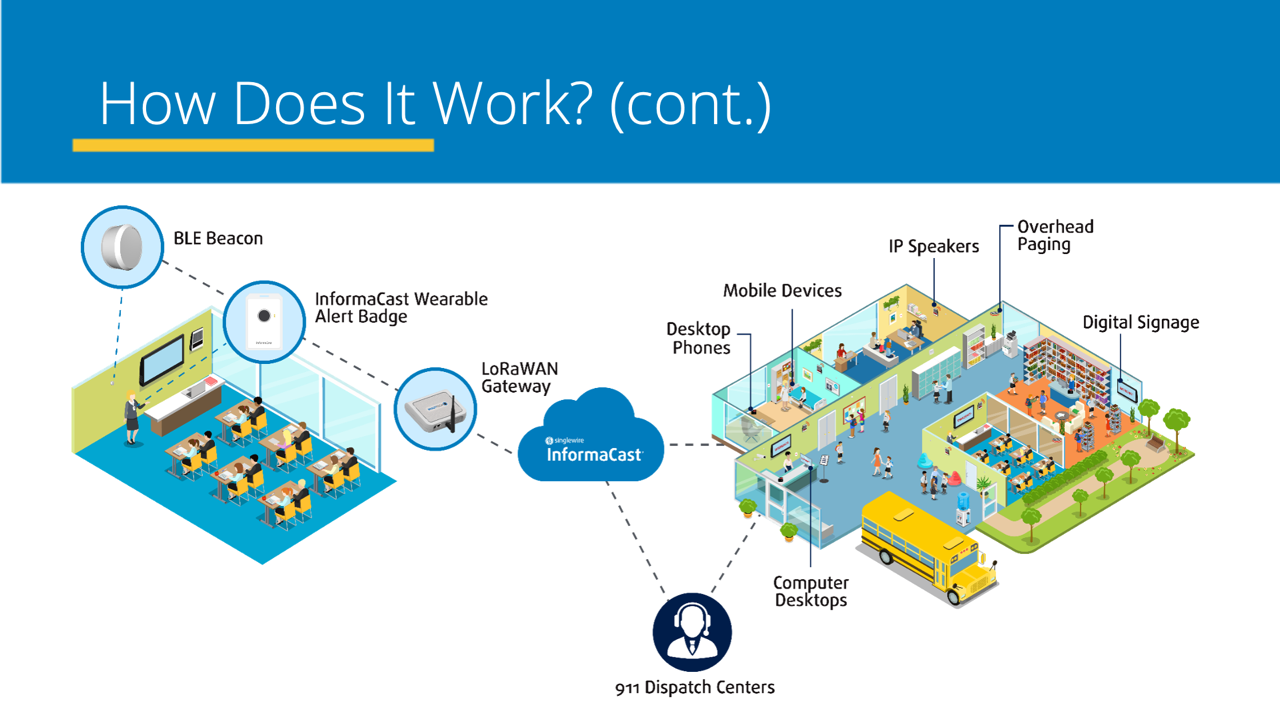 How Does It Work? (cont.)
BLE Beacon
InformaCast Wearable
Alert Badge
LoRaWAN
Gateway
singlewire
InformaCast
Overhead
Paging
IP Speakers
Mobile Devices
Desktop
Phones
Digital Signage
Computer
Desktops
911 Dispatch Centers